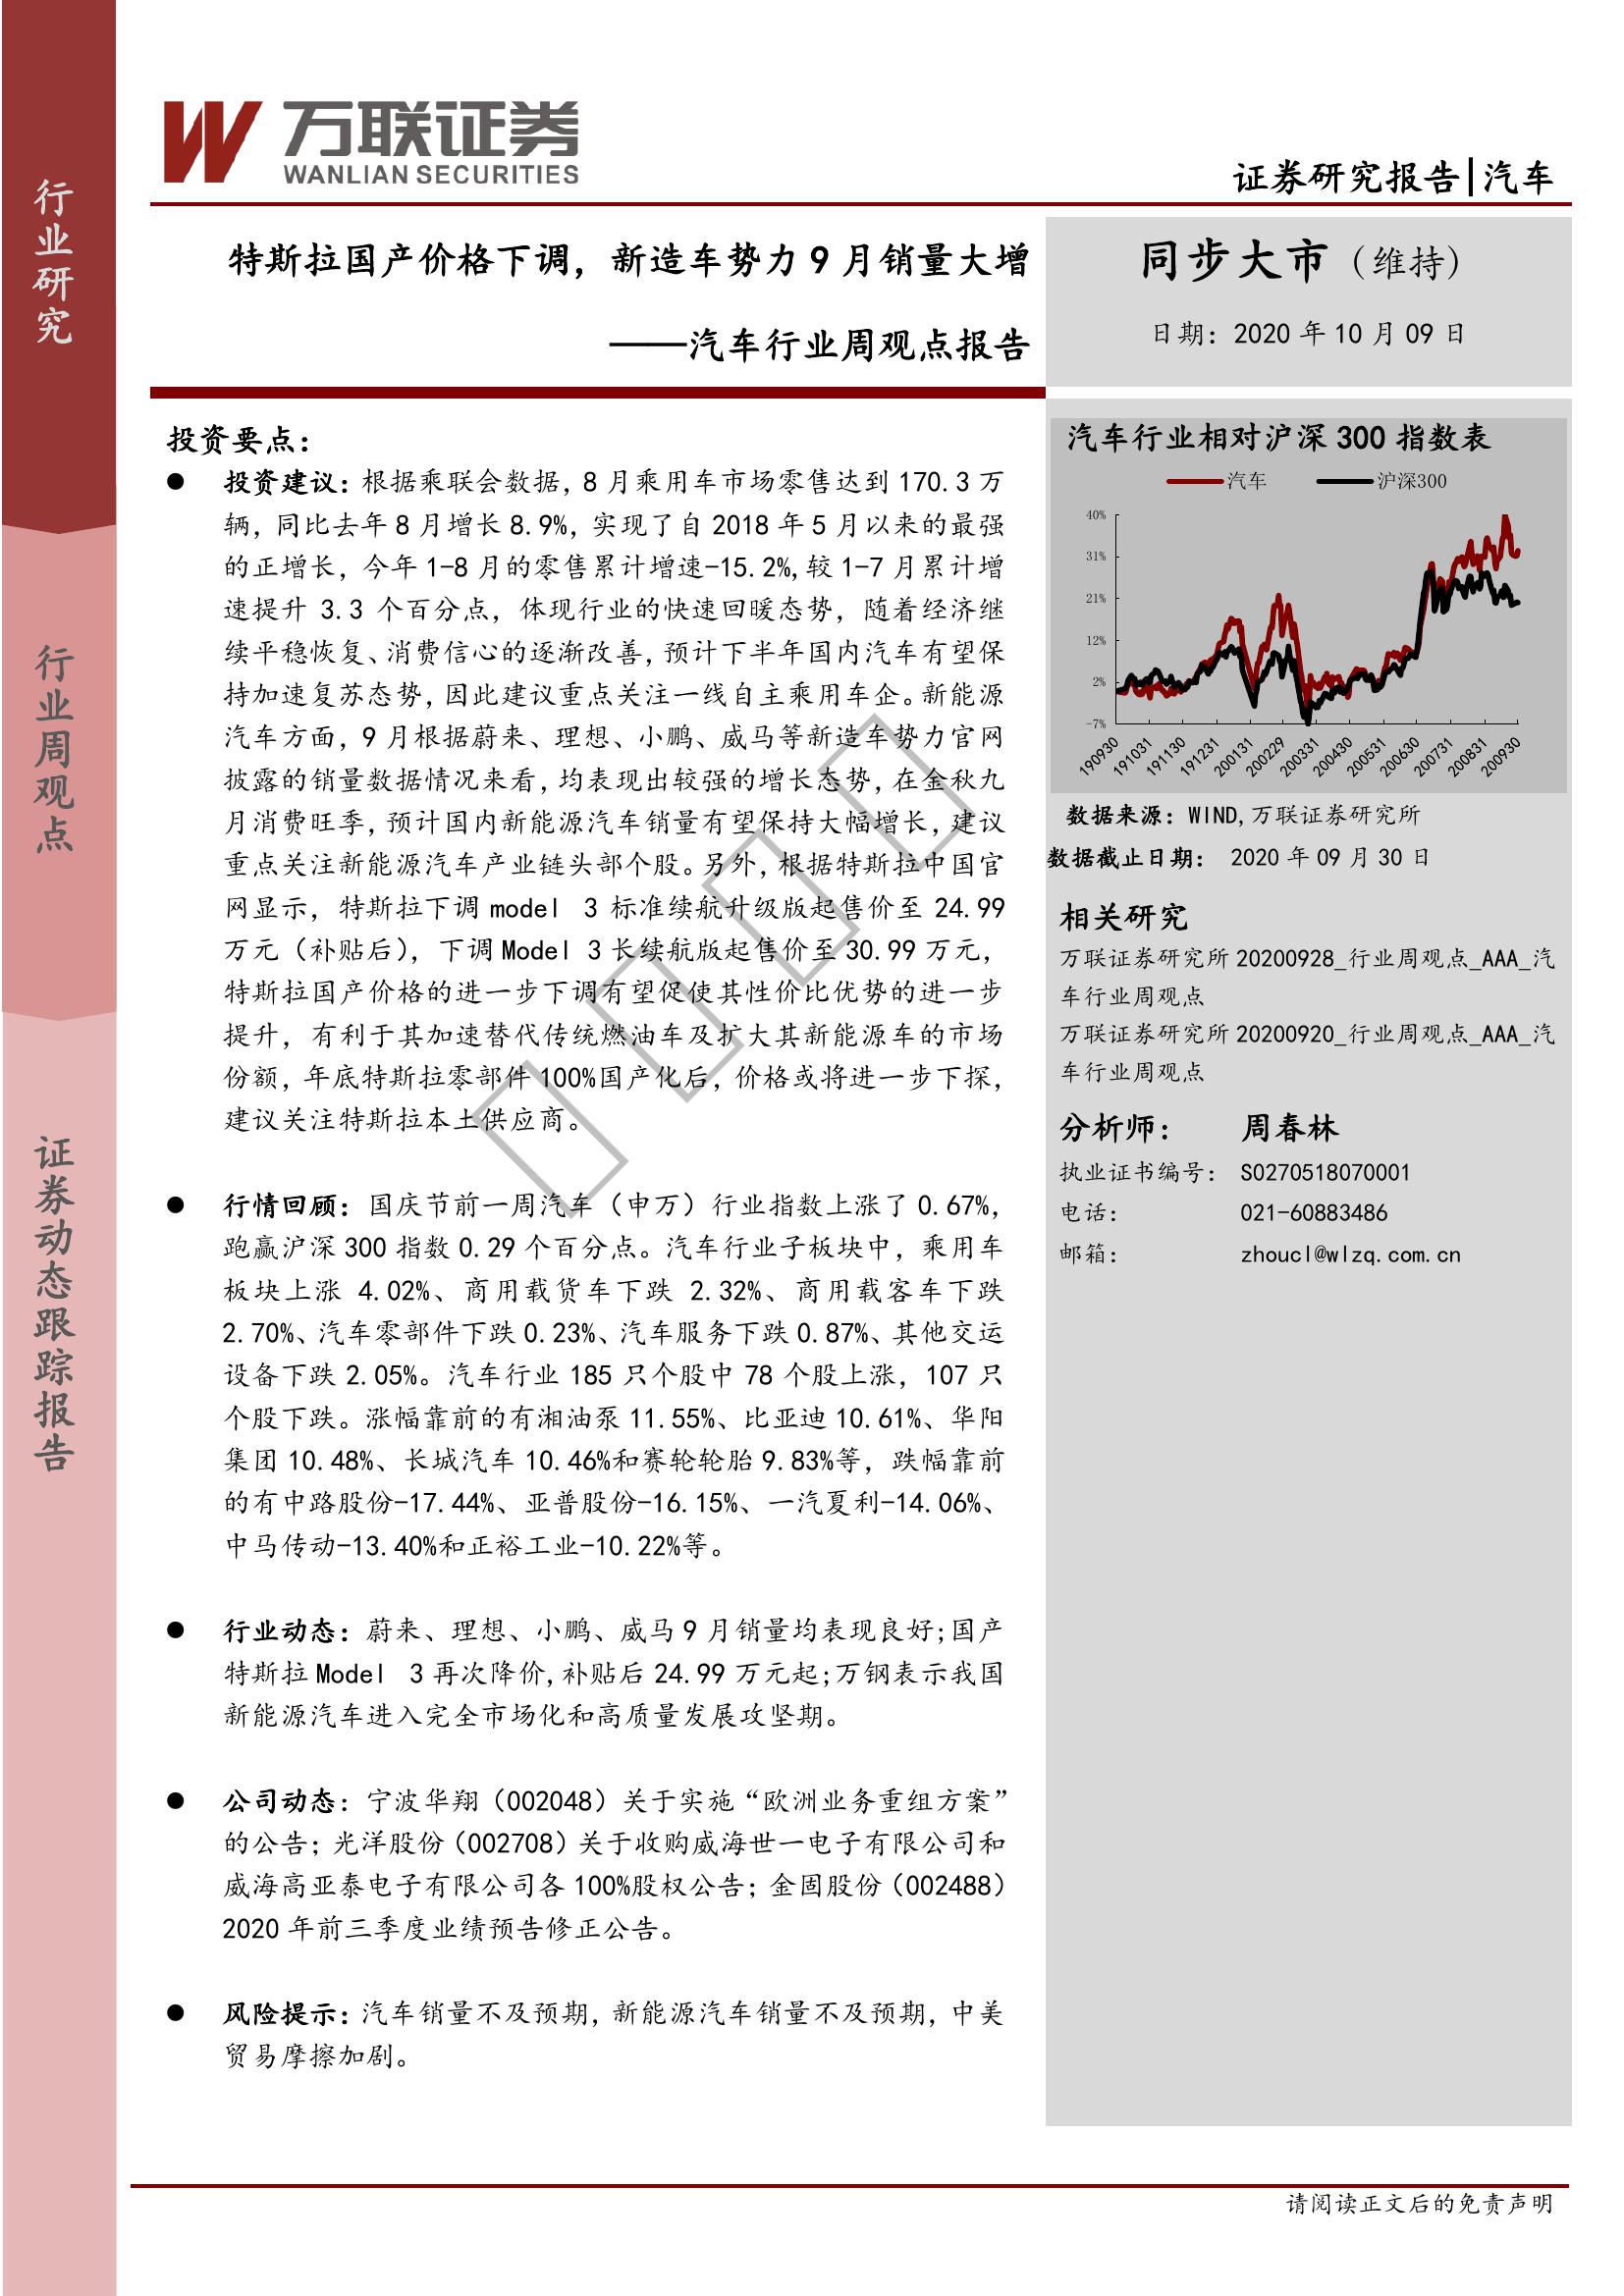 行业研究
行业周观点
证券动态跟踪报告
万联证券
WANLIAN SECURITIES
证券研究报告|汽车
特斯拉国产价格下调，新造车势力 9 月销量大增
——汽车行业周观点报告
同步大市（维持）
日期：2020 年 10 月 09 日
投资要点：
● 投资建议：根据乘联会数据，8 月乘用车市场零售达到 170.3 万
辆，同比去年 8 月增长 8.9%，实现了自 2018 年 5 月以来的最强
的正增长，今年 1-8 月的零售累计增速-15.2%,较 1-7 月累计增
速提升 3.3 个百分点，体现行业的快速回暖态势，随着经济继
续平稳恢复、消费信心的逐渐改善，预计下半年国内汽车有望保
持加速复苏态势，因此建议重点关注一线自主乘用车企。新能源
汽车方面，9 月根据蔚来、理想、小鹏、威马等新造车势力官网
披露的销量数据情况来看，均表现出较强的增长态势，在金秋九
月消费旺季，预计国内新能源汽车销量有望保持大幅增长，建议
重点关注新能源汽车产业链头部个股。另外，根据特斯拉中国官
网显示，特斯拉下调 model 3 标准续航升级版起售价至 24.99
万元（补贴后），下调 Model 3 长续航版起售价至 30.99 万元，
特斯拉国产价格的进一步下调有望促使其性价比优势的进一步
提升，有利于其加速替代传统燃油车及扩大其新能源车的市场
份额，年底特斯拉零部件 100%国产化后，价格或将进一步下探，
建议关注特斯拉本土供应商。
● 行情回顾：国庆节前一周汽车（申万）行业指数上涨了 0.67%，
跑赢沪深 300 指数 0.29 个百分点。汽车行业子板块中，乘用车
板块上涨 4.02%、商用载货车下跌 2.32%、商用载客车下跌
2.70%、汽车零部件下跌 0.23%、汽车服务下跌 0.87%、其他交运
设备下跌 2.05%。汽车行业 185 只个股中 78 个股上涨，107 只
个股下跌。涨幅靠前的有湘油泵 11.55%、比亚迪 10.61%、华阳
集团 10.48%、长城汽车 10.46%和赛轮轮胎 9.83%等，跌幅靠前
的有中路股份-17.44%、亚普股份-16.15%、一汽夏利-14.06%、
中马传动-13.40%和正裕工业-10.22%等。
● 行业动态：蔚来、理想、小鹏、威马 9 月销量均表现良好;国产
特斯拉 Model 3 再次降价,补贴后 24.99 万元起;万钢表示我国
新能源汽车进入完全市场化和高质量发展攻坚期。
● 公司动态：宁波华翔（002048）关于实施“欧洲业务重组方案”
的公告；光洋股份（002708）关于收购威海世一电子有限公司和
威海高亚泰电子有限公司各 100%股权公告；金固股份（002488）
2020 年前三季度业绩预告修正公告。
● 风险提示：汽车销量不及预期，新能源汽车销量不及预期，中美
贸易摩擦加剧。
汽车行业相对沪深 300 指数表
汽车 沪深300
40%
31%
21%
12%
2%
-7%
190930 191031 191130 191231 200131 200229 200331 200430 200531 200630 200731 200831 200930
数据来源：WIND,万联证券研究所
数据截止日期： 2020 年 09 月 30 日
相关研究
万联证券研究所 20200928_行业周观点_AAA_汽
车行业周观点
万联证券研究所 20200920_行业周观点_AAA_汽
车行业周观点
分析师： 周春林
执业证书编号： S0270518070001
电话： 021-60883486
邮箱： zhoucl@wlzq.com.cn
请阅读正文后的免责声明